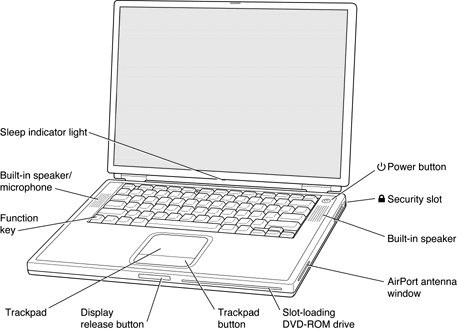 Sleep indicator light
Power button
Built-in speaker/
microphone
Security slot
Function
key
Built-in speaker
AirPort antenna
window
Trackpad
Display
release button
Trackpad
button
Slot-loading
DVD-ROM drive